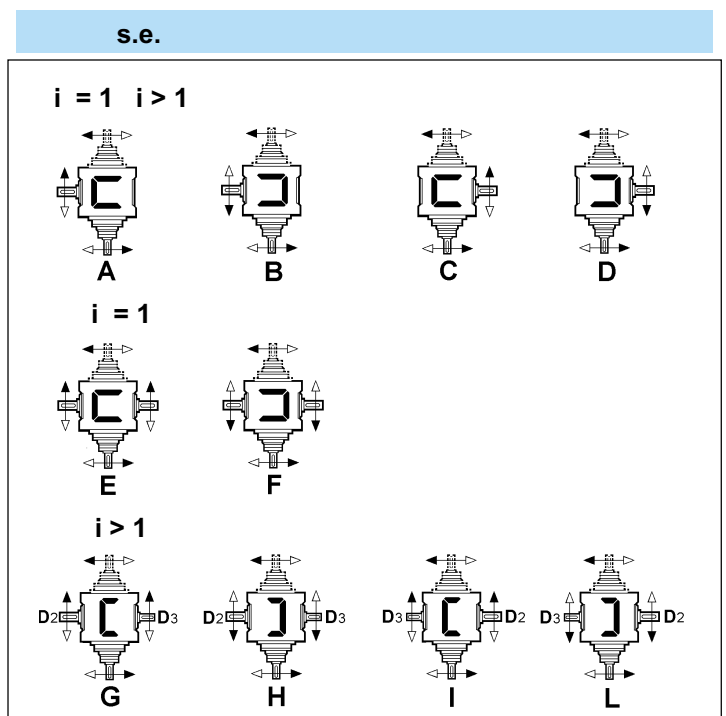 s.e.
i = 1 i > 1
A B C D
i = 1
E F
i > 1
D2 D3 D2 D3 D3 D2 D3 D2
G H I L